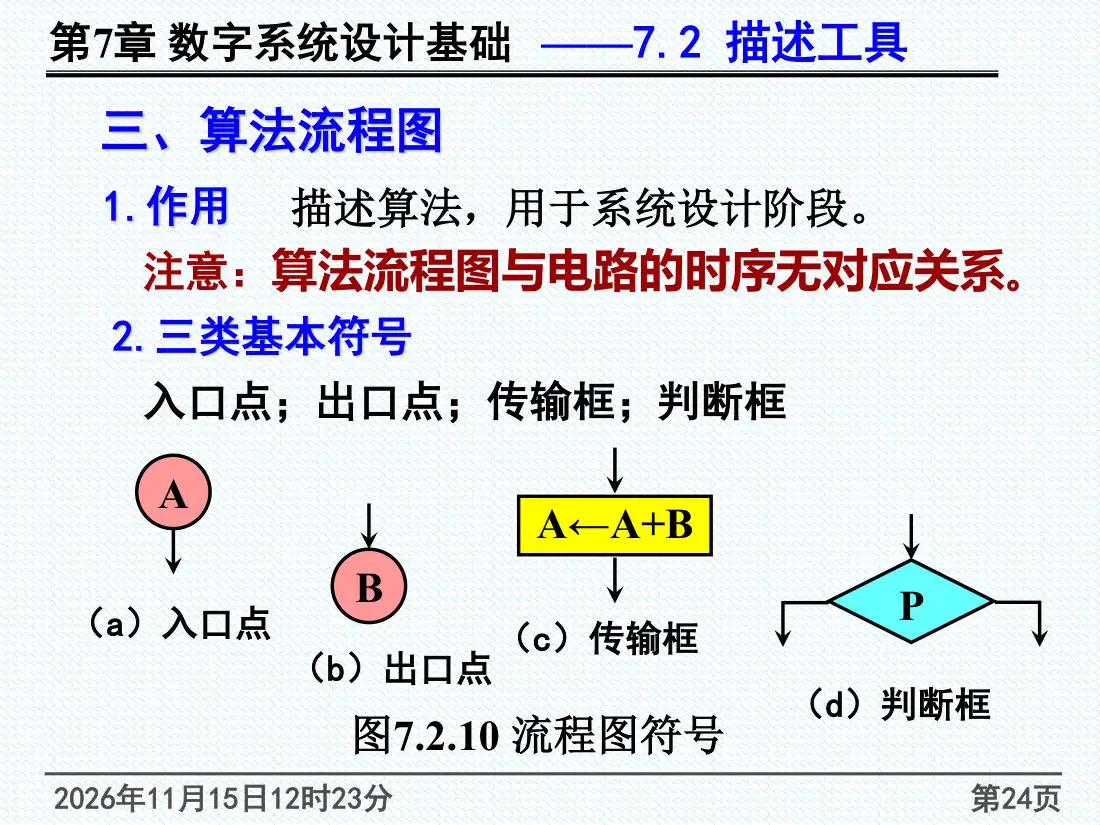 第7章 数字系统设计基础 ——7.2 描述工具
三、算法流程图
1.作用 描述算法，用于系统设计阶段。
注意：算法流程图与电路的时序无对应关系。
2.三类基本符号
入口点；出口点；传输框；判断框
A
B
A←A+B
P
（a）入口点
（b）出口点
（c）传输框
（d）判断框
图7.2.10 流程图符号
2026年11月15日12时23分
第24页